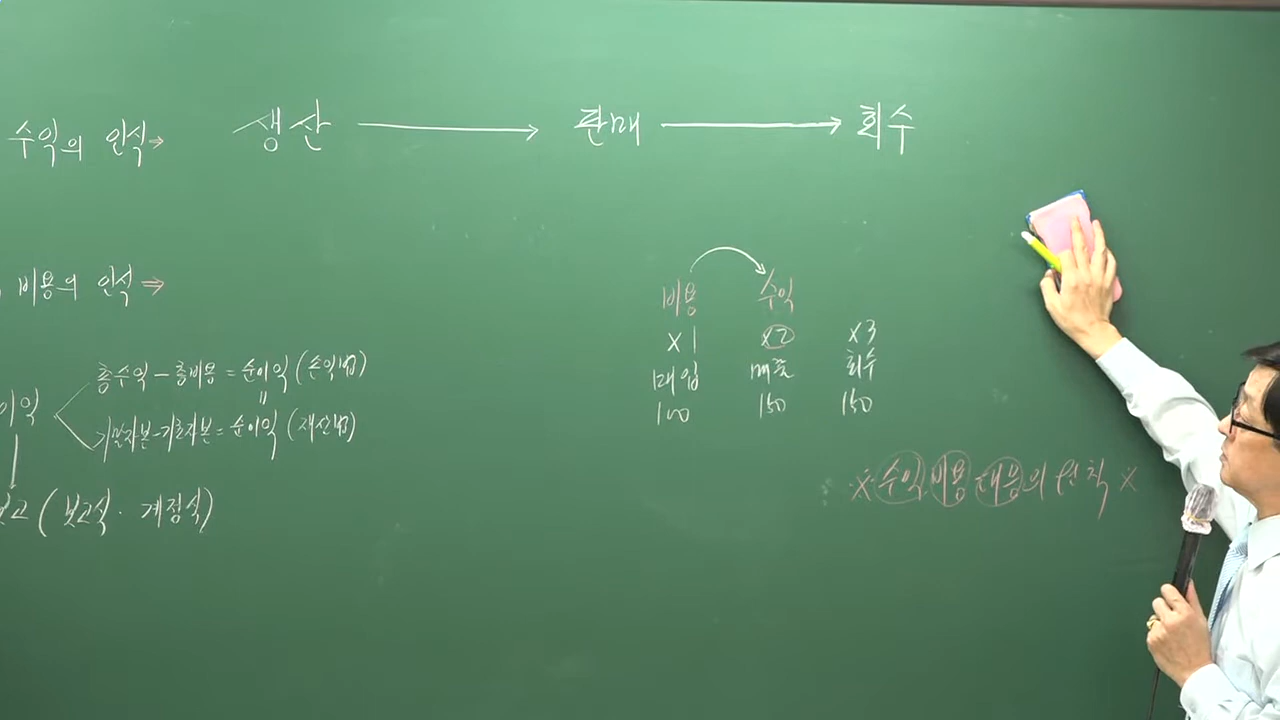 수익의 인식 → 생산 → 판매 → 회수
비용의 인식 ⇒
비용 수익
X1 X2 X3
매입 매출 회수
100 150 150
총수익 - 총비용 = 순이익 (손익법)
이익 =
기말자본 - 기초자본 = 순이익 (재산법)
보고 (보고식 · 계정식)
※ 수익 비용 대응의 원칙 ※